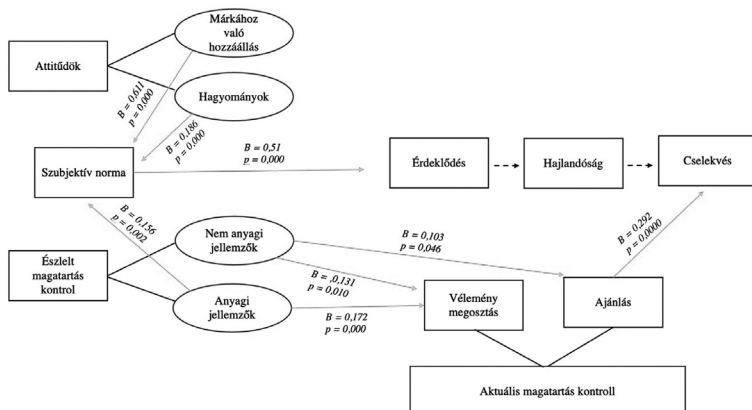 Márkához
való
hozzáállás
Attitűdök
Hagyományok
B = 0,611
p = 0,000
B = 0,186
p = 0,000
B = 0,51
p = 0,000
Szubjektív norma
Érdeklődés
Hajlandóság
Cselekvés
B = 0,156
p = 0,002
Nem anyagi
jellemzők
B = 0,103
p = 0,046
B = 0,292
p = 0,0000
Észlelt
magatartás
kontrol
B = ,0,131
p = 0,010
Anyagi
jellemzők
B = 0,172
p = 0,000
Vélemény
megosztás
Ajánlás
Aktuális magatartás kontroll